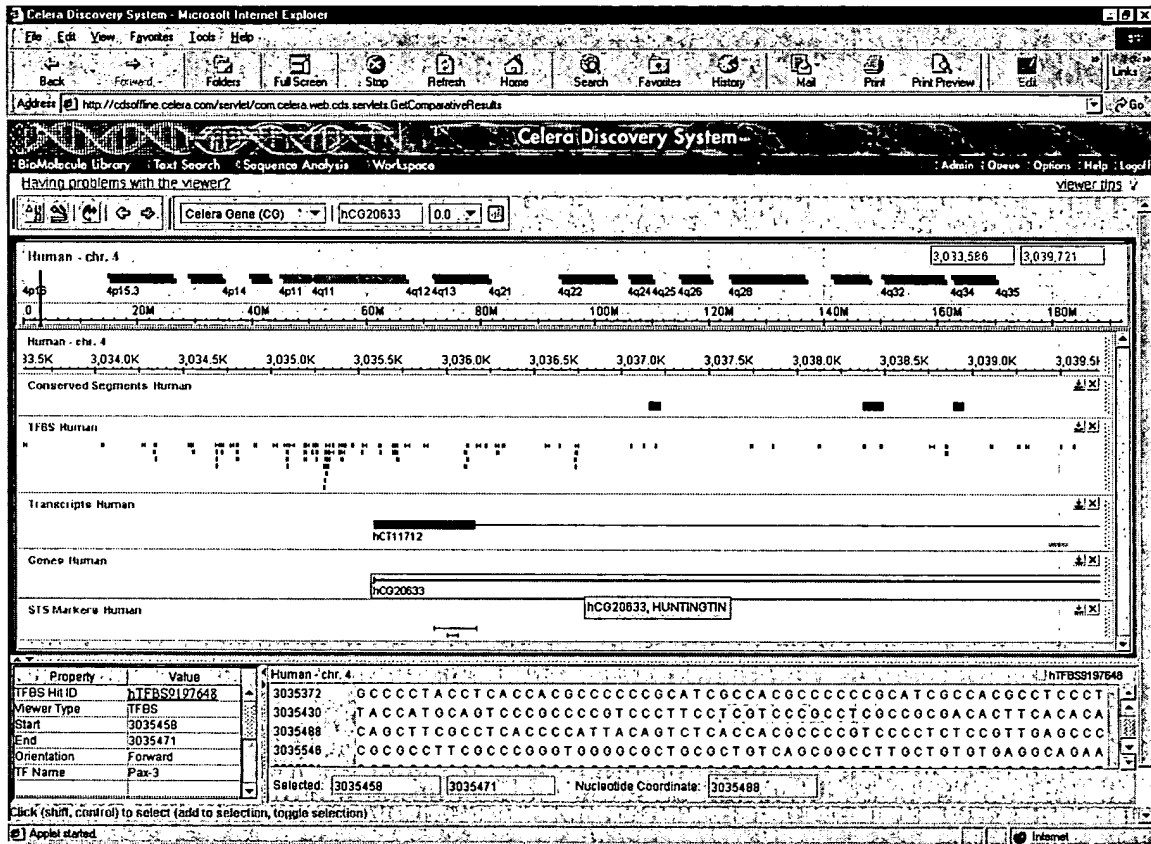 Celera Discovery System - Microsoft Internet Explorer
File Edit View Favorites Tools Help
Back Forward Folders Full Screen Stop Refresh Home Search Favorites History Mail Print Print Preview Edit Links
Address http://cdsoffline.celera.com/servlet/com.celera.web.cds.servlets.GetComparativeResults Go
Celera Discovery System
BioMolecule Library Text Search Sequence Analysis Workspace Admin Queue Options Help Logoff
Having problems with the viewer? viewer tips
Celera Gene (CG) hCG20633 0.0
Human - chr. 4 3,033,586 3,039,721
4p16 4p15.3 4p14 4p11 4q11 4q12 4q13 4q21 4q22 4q24 4q25 4q26 4q28 4q32 4q34 4q35
0 20M 40M 60M 80M 100M 120M 140M 160M 180M
Human - chr. 4
33.5K 3,034.0K 3,034.5K 3,035.0K 3,035.5K 3,036.0K 3,036.5K 3,037.0K 3,037.5K 3,038.0K 3,038.5K 3,039.0K 3,039.5K
Conserved Segments Human
TFBS Human
Transcripts Human
hCT11712
Genes Human
hCG20633
hCG20633, HUNTINGTIN
STS Markers Human
Property Value
TFBS Hit ID hTFBS9197648
Viewer Type TFBS
Start 3035458
End 3035471
Orientation Forward
TF Name Pax-3
Human - chr. 4 hTFBS9197648
3035372 GCCCCTACCTCACCACGCCCCCCGCATCGCCACGCCCCCCGCATCGCCACGCCTCCCT
3035430 TACCATGCAGTCCCGCCCCGTCCCTTCCTCGTCCCGCCTCGCCGCGACACTTCACACA
3035488 CAGCTTCGCCTCACCCCATTACAGTCTCACCACGCCCCGTCCCCTCTCCGTTGAGCCC
3035546 CGCGCCTTCGCCCGGGTGGGGCGCTGCGCTGTCAGCGGCCTTGCTGTGTGAGGCAGAA
Selected: 3035458 3035471 Nucleotide Coordinate: 3035488
Click (shift, control) to select (add to selection, toggle selection)
Applet started. Internet